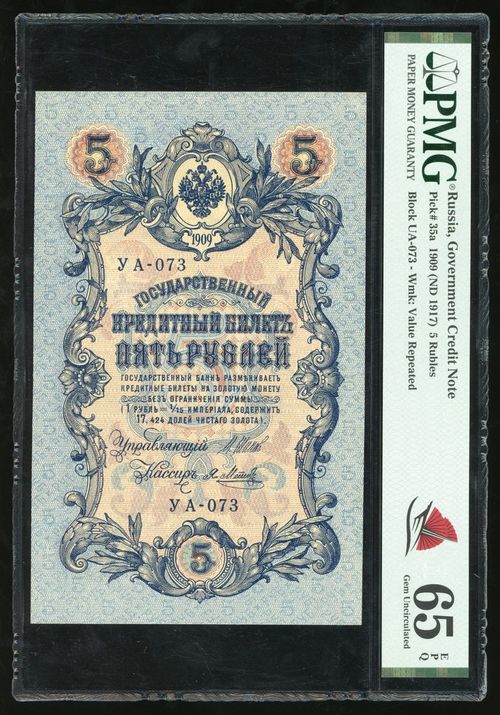 5 5
1909
УА-073
ГОСУДАРСТВЕННЫЙ
КРЕДИТНЫЙ БИЛЕТЪ
ПЯТЬ РУБЛЕЙ
ГОСУДАРСТВЕННЫЙ БАНКЪ РАЗМѢНИВАЕТЪ
КРЕДИТНЫЕ БИЛЕТЫ НА ЗОЛОТУЮ МОНЕТУ
БЕЗЪ ОГРАНИЧЕНІЯ СУММЫ
(1 РУБЛЬ = 1/15 ИМПЕРІАЛА, СОДЕРЖИТЪ
17,424 ДОЛЕЙ ЧИСТАГО ЗОЛОТА).
Управляющій
Кассиръ
УА-073
5
PMG®
PAPER MONEY GUARANTY
Russia, Government Credit Note
Pick# 35a 1909 (ND 1917) 5 Rubles
Block UA-073 - Wmk: Value Repeated
65 EPQ
Gem Uncirculated